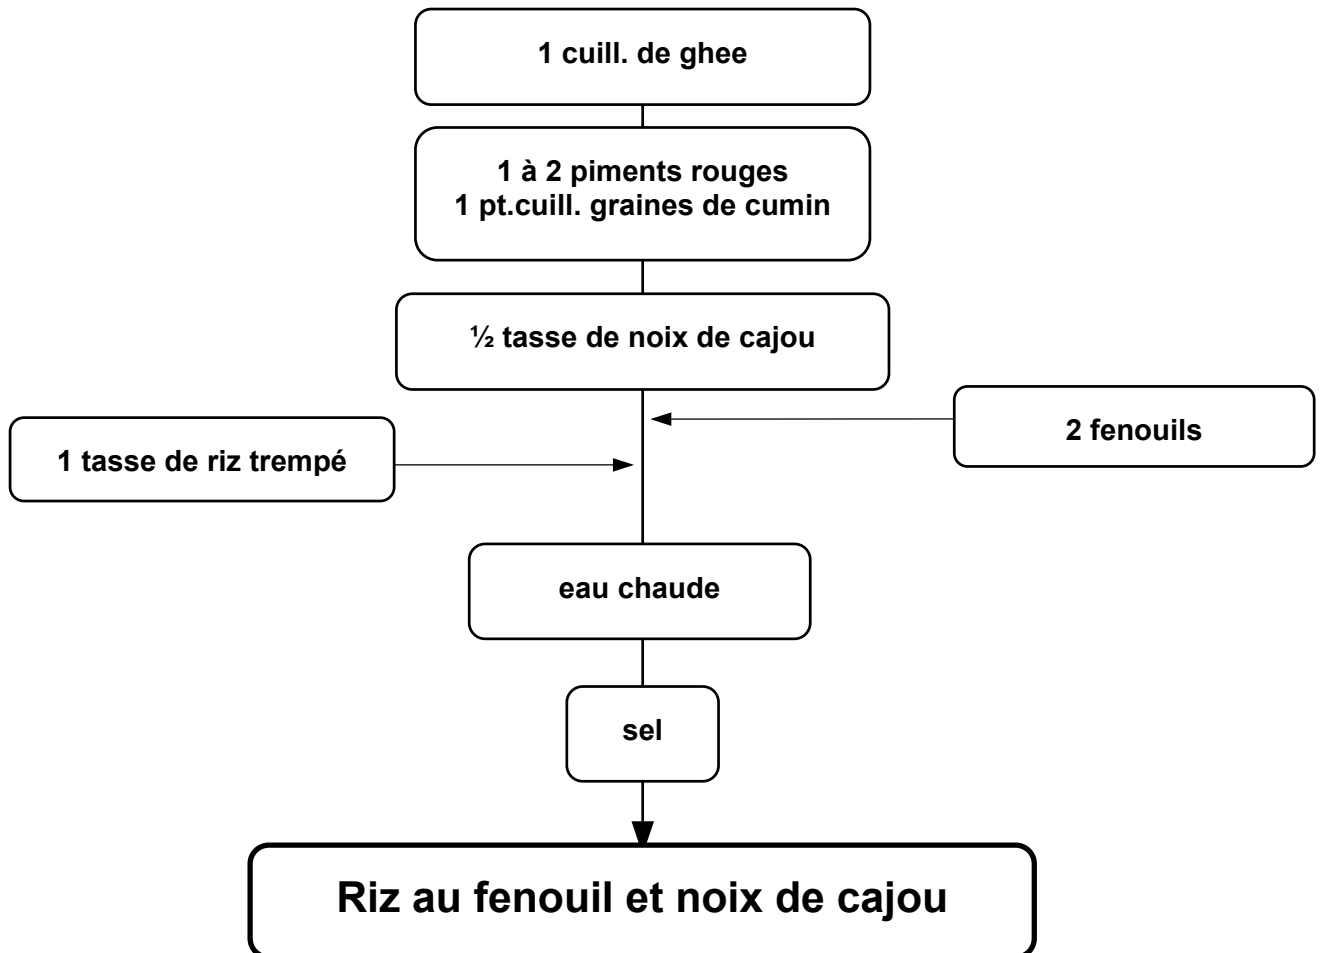 1 cuill. de ghee
1 à 2 piments rouges
1 pt.cuill. graines de cumin
½ tasse de noix de cajou
2 fenouils
1 tasse de riz trempé
eau chaude
sel
Riz au fenouil et noix de cajou